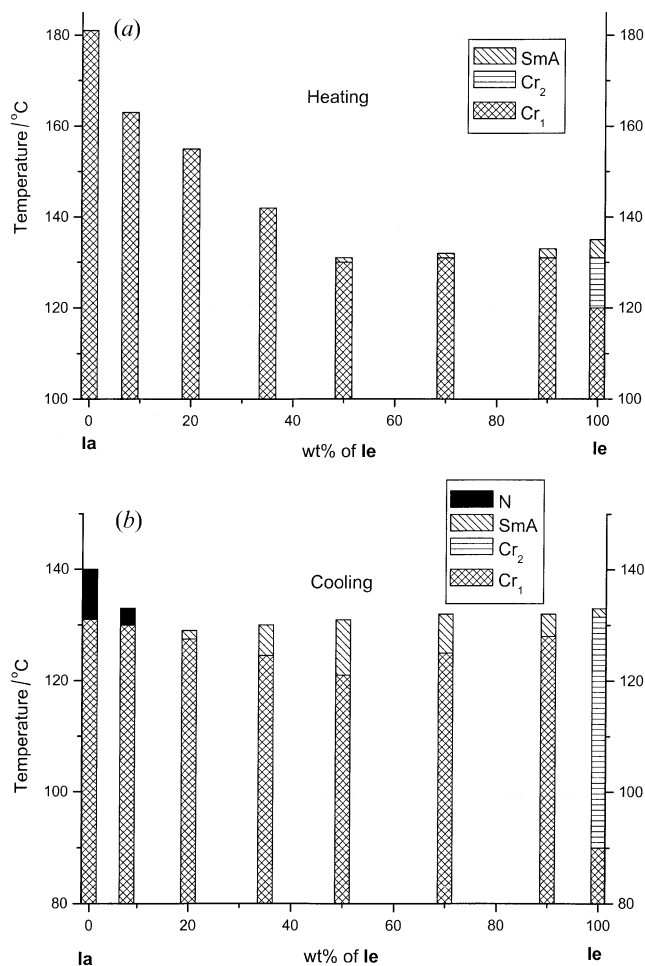 (a)
Heating
SmA
Cr₂
Cr₁
Temperature/°C
180
160
140
120
100
180
160
140
120
100
0 20 40 60 80 100
Ia wt% of Ie Ie
(b)
Cooling
N
SmA
Cr₂
Cr₁
Temperature/°C
140
120
100
80
140
120
100
80
0 20 40 60 80 100
Ia wt% of Ie Ie